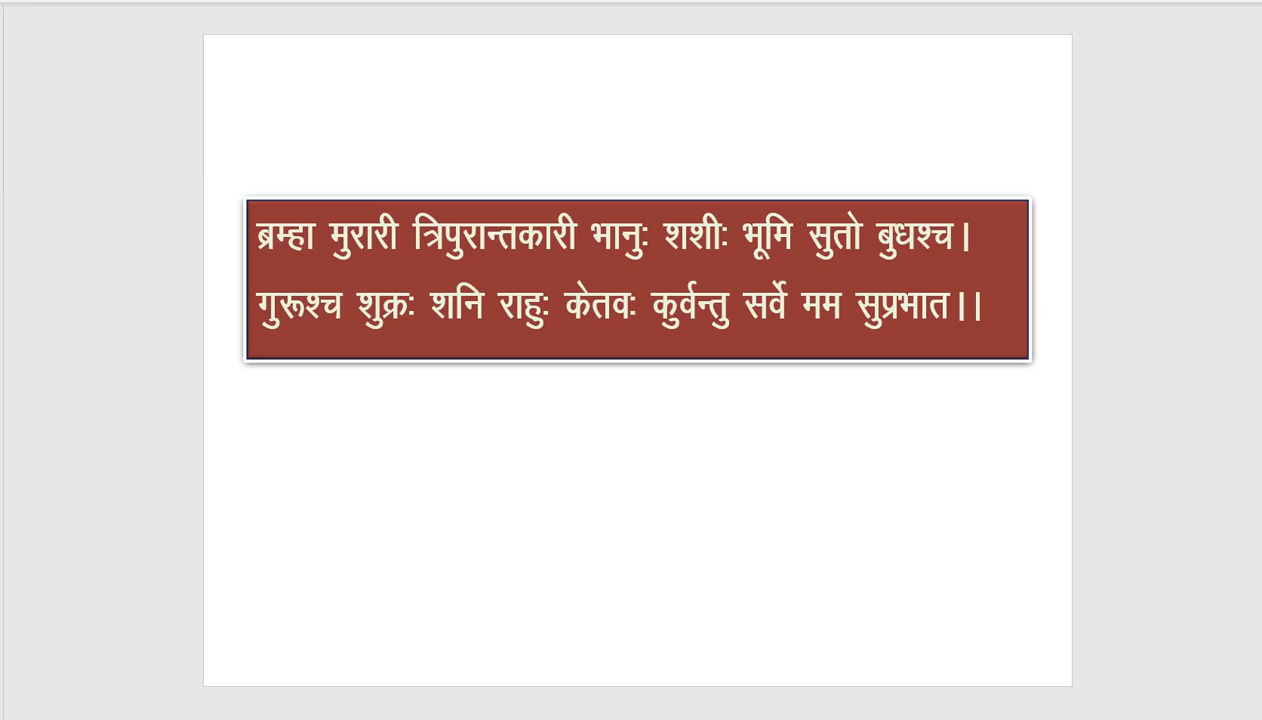 ब्रम्हा मुरारी त्रिपुरान्तकारी भानुः शशीः भूमि सुतो बुधश्च।
गुरूश्च शुक्रः शनि राहुः केतवः कुर्वन्तु सर्वे मम सुप्रभात।।